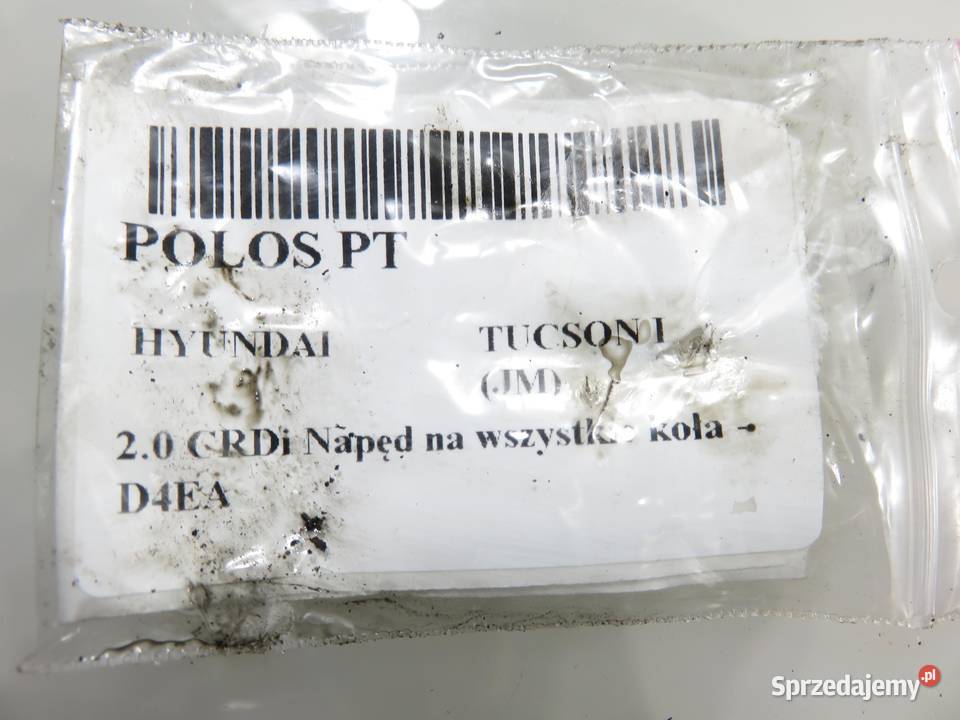 POLOS PT
HYUNDAI TUCSON I
(JM)
2.0 CRDi Napęd na wszystkie koła -
D4EA
Sprzedajemy.pl